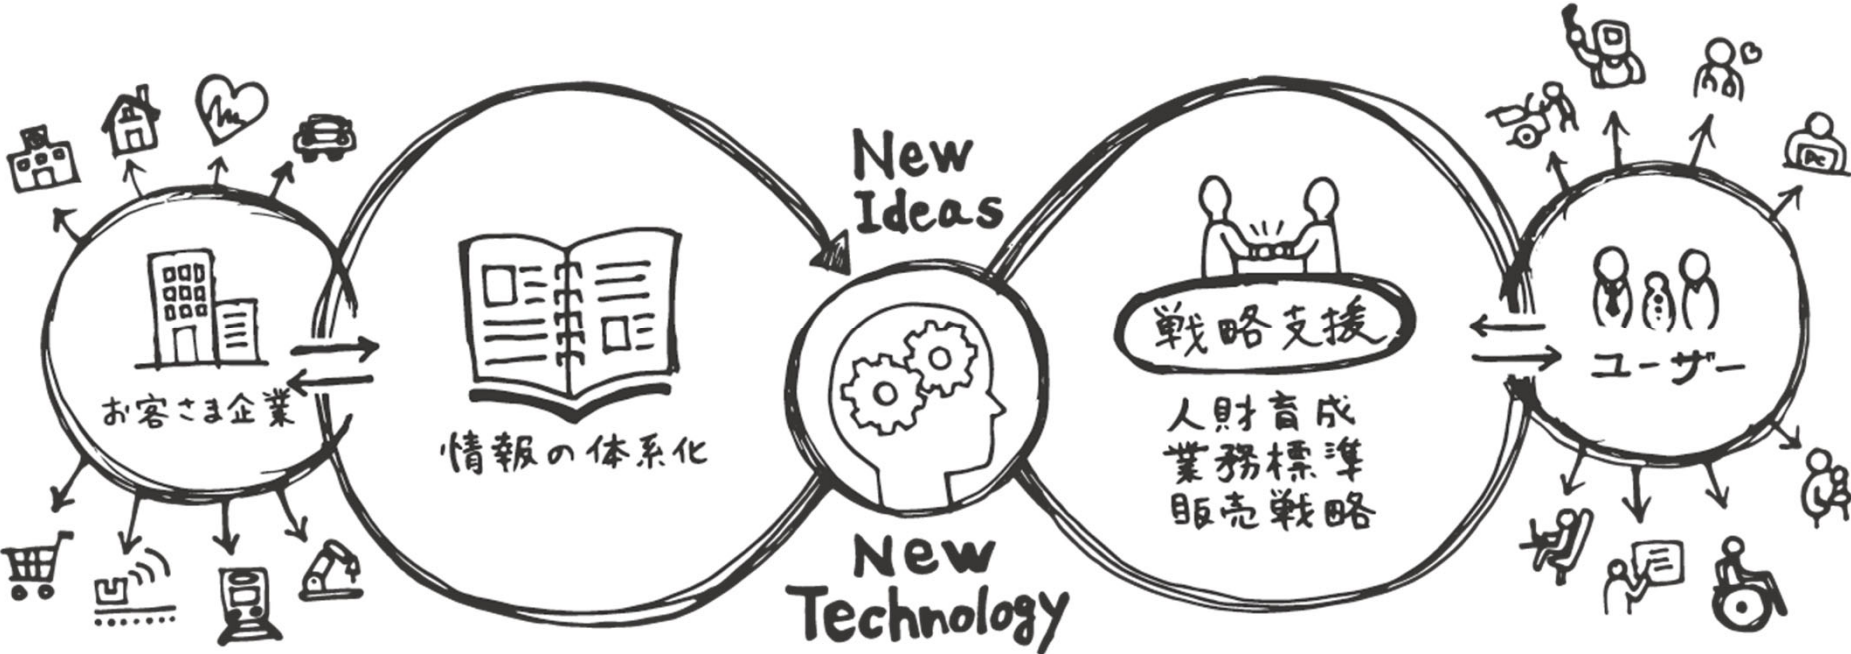 お客さま企業
情報の体系化
New
Ideas
New
Technology
戦略支援
人財育成
業務標準
販売戦略
ユーザー
PC